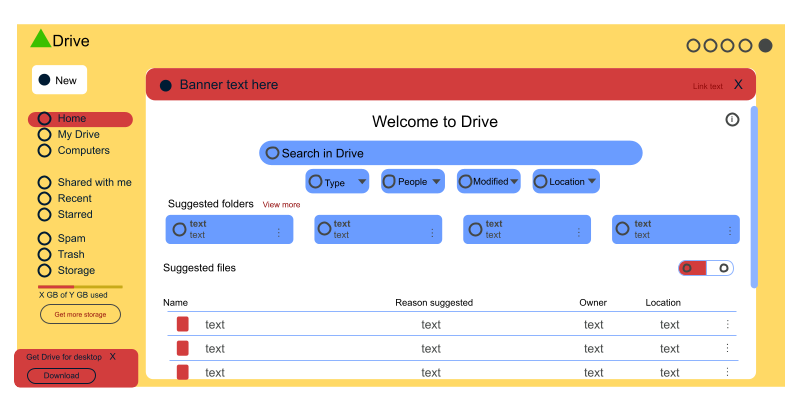 Drive
New
Home
My Drive
Computers
Shared with me
Recent
Starred
Spam
Trash
Storage
X GB of Y GB used
Get more storage
Get Drive for desktop X
Download
Banner text here Link text X
Welcome to Drive
i
Search in Drive
Type People Modified Location
Suggested folders View more
text text text text
text text text text
Suggested files
Name Reason suggested Owner Location
text text text text
text text text text
text text text text